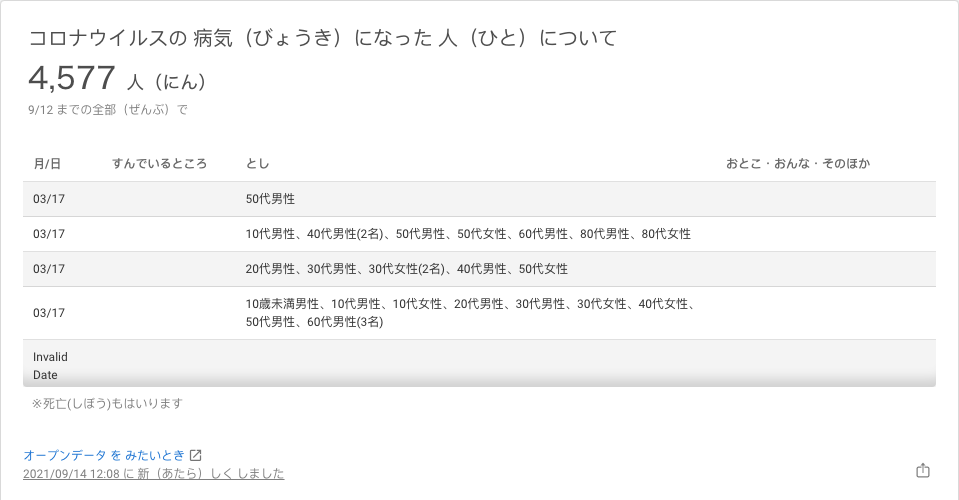 コロナウイルスの 病気（びょうき）になった 人（ひと）について
4,577 人（にん）
9/12 までの全部（ぜんぶ）で
月/日 すんでいるところ とし おとこ・おんな・そのほか
03/17 50代男性
03/17 10代男性、40代男性(2名)、50代男性、50代女性、60代男性、80代男性、80代女性
03/17 20代男性、30代男性、30代女性(2名)、40代男性、50代女性
03/17 10歳未満男性、10代男性、10代女性、20代男性、30代男性、30代女性、40代女性、
50代男性、60代男性(3名)
Invalid
Date
※死亡(しぼう)もはいります
オープンデータ を みたいとき
2021/09/14 12:08 に 新（あたら）しく しました